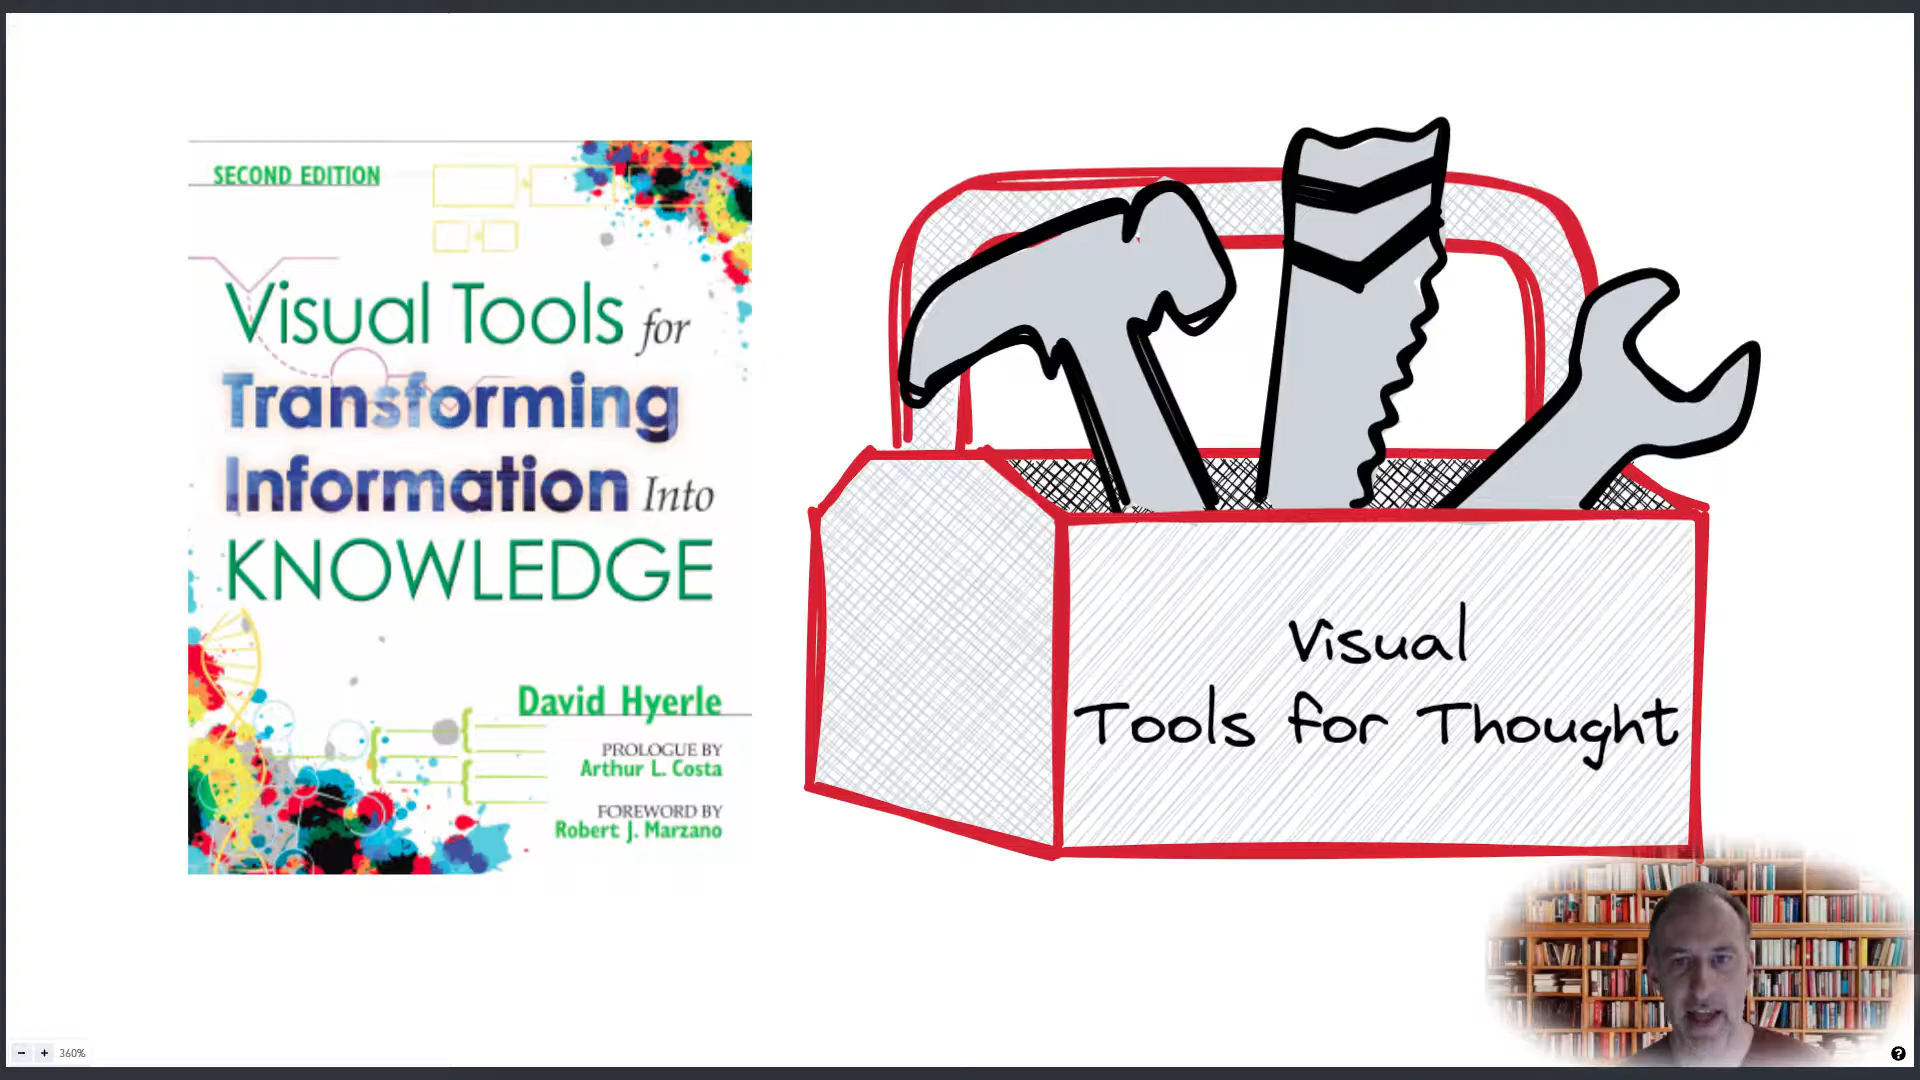 SECOND EDITION
Visual Tools for
Transforming
Information Into
KNOWLEDGE
David Hyerle
PROLOGUE BY
Arthur L. Costa
FOREWORD BY
Robert J. Marzano
Visual
Tools for Thought
− + 360%
?